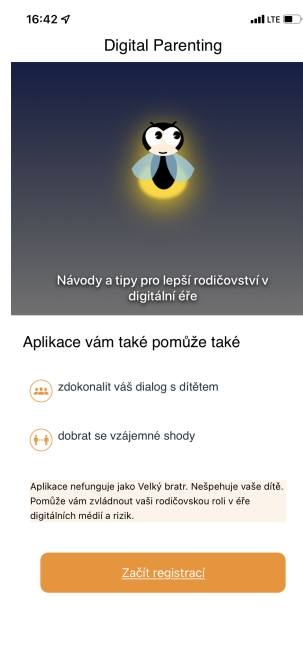 16:42 LTE
Digital Parenting
Návody a tipy pro lepší rodičovství v
digitální éře
Aplikace vám také pomůže také
zdokonalit váš dialog s dítětem
dobrat se vzájemné shody
Aplikace nefunguje jako Velký bratr. Nešpehuje vaše dítě.
Pomůže vám zvládnout vaši rodičovskou roli v éře
digitálních médií a rizik.
Začít registrací